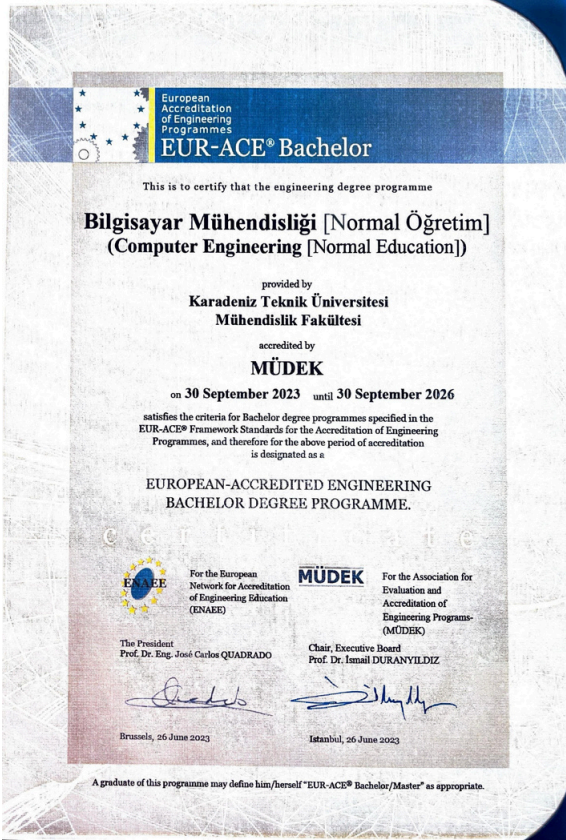 European
Accreditation
of Engineering
Programmes
EUR-ACE® Bachelor
This is to certify that the engineering degree programme
Bilgisayar Mühendisliği [Normal Öğretim]
(Computer Engineering [Normal Education])
provided by
Karadeniz Teknik Üniversitesi
Mühendislik Fakültesi
accredited by
MÜDEK
on 30 September 2023 until 30 September 2026
satisfies the criteria for Bachelor degree programmes specified in the
EUR-ACE® Framework Standards for the Accreditation of Engineering
Programmes, and therefore for the above period of accreditation
is designated as a
EUROPEAN-ACCREDITED ENGINEERING
BACHELOR DEGREE PROGRAMME.
certificate
ENAEE
For the European
Network for Accreditation
of Engineering Education
(ENAEE)
The President
Prof. Dr. Eng. José Carlos QUADRADO
Brussels, 26 June 2023
MÜDEK
For the Association for
Evaluation and
Accreditation of
Engineering Programs-
(MÜDEK)
Chair, Executive Board
Prof. Dr. İsmail DURANYILDIZ
Istanbul, 26 June 2023
A graduate of this programme may define him/herself "EUR-ACE® Bachelor/Master" as appropriate.